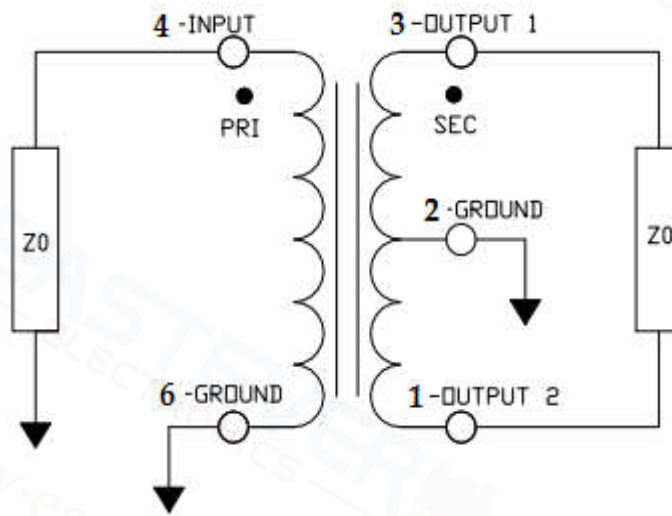 4 -INPUT
3 -OUTPUT 1
PRI
SEC
Z0
2 -GROUND
Z0
6 -GROUND
1 -OUTPUT 2